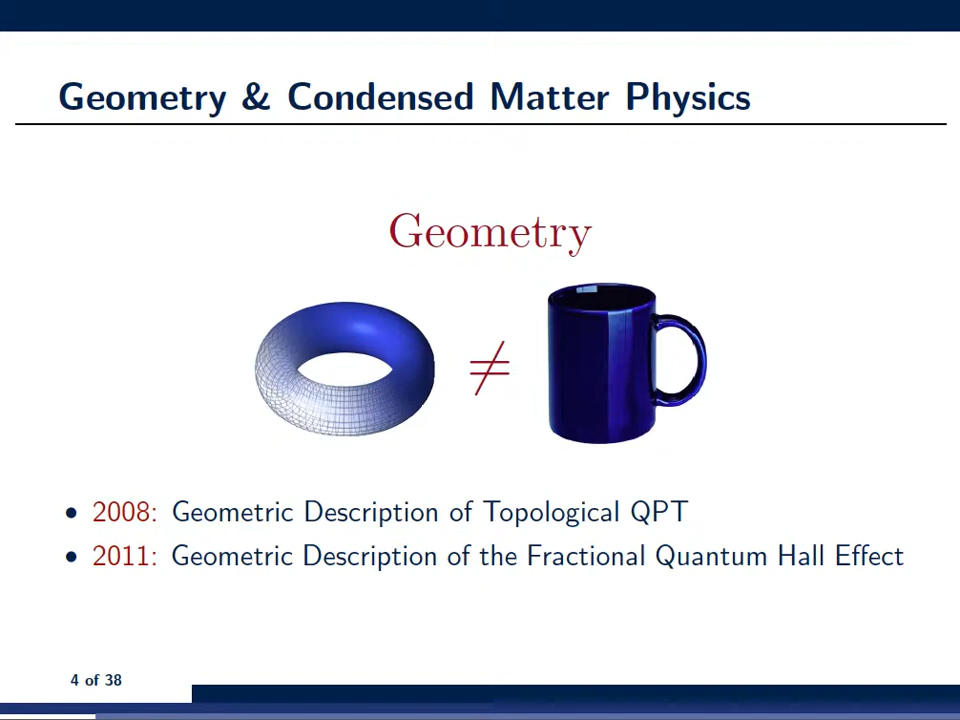 Geometry & Condensed Matter Physics
Geometry
≠
• 2008: Geometric Description of Topological QPT
• 2011: Geometric Description of the Fractional Quantum Hall Effect
4 of 38